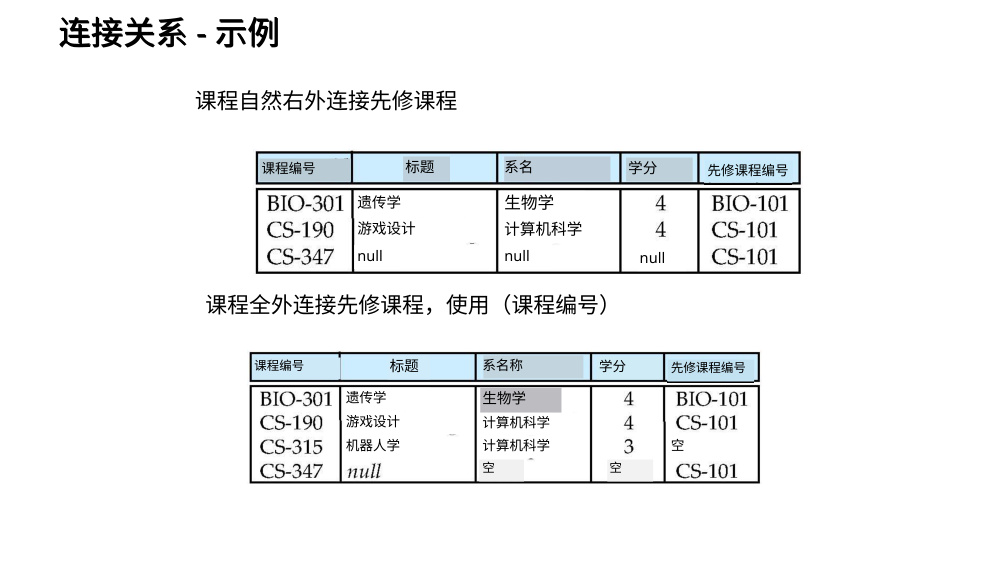 连接关系 - 示例
课程自然右外连接先修课程
课程编号 标题 系名 学分 先修课程编号
BIO-301 遗传学 生物学 4 BIO-101
CS-190 游戏设计 计算机科学 4 CS-101
CS-347 null null null CS-101
课程全外连接先修课程，使用（课程编号）
课程编号 标题 系名称 学分 先修课程编号
BIO-301 遗传学 生物学 4 BIO-101
CS-190 游戏设计 计算机科学 4 CS-101
CS-315 机器人学 计算机科学 3 空
CS-347 null 空 空 CS-101